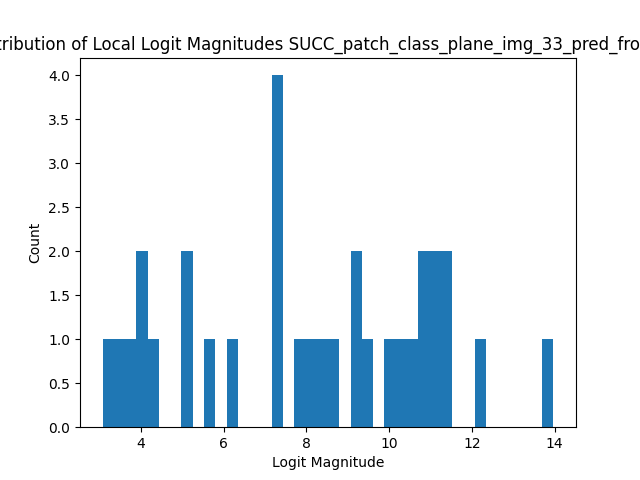 tribution of Local Logit Magnitudes SUCC_patch_class_plane_img_33_pred_fro
4.0
3.5
3.0
2.5
2.0
1.5
1.0
0.5
0.0
Count
4 6 8 10 12 14
Logit Magnitude